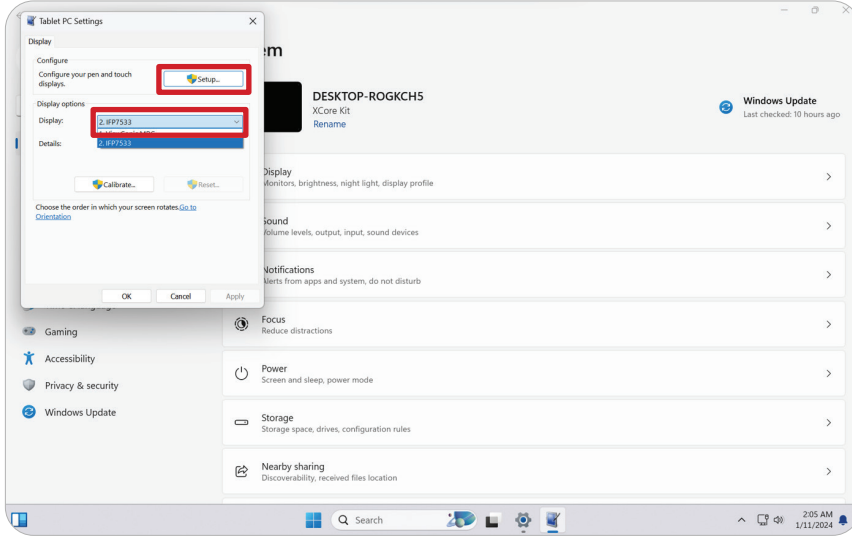 Tablet PC Settings
Display
Configure
Configure your pen and touch
displays.
Setup...
Display options
Display:
2. IFP7533
2. IFP7533
Details:
Calibrate...
Reset...
Choose the order in which your screen rotates.Go to
Orientation
OK
Cancel
Apply
em
DESKTOP-ROGKCH5
XCore Kit
Rename
Windows Update
Last checked: 10 hours ago
Display
Monitors, brightness, night light, display profile
Sound
Volume levels, output, input, sound devices
Notifications
Alerts from apps and system, do not disturb
Focus
Reduce distractions
Power
Screen and sleep, power mode
Storage
Storage space, drives, configuration rules
Nearby sharing
Discoverability, received files location
Gaming
Accessibility
Privacy & security
Windows Update
Search
2:05 AM
1/11/2024